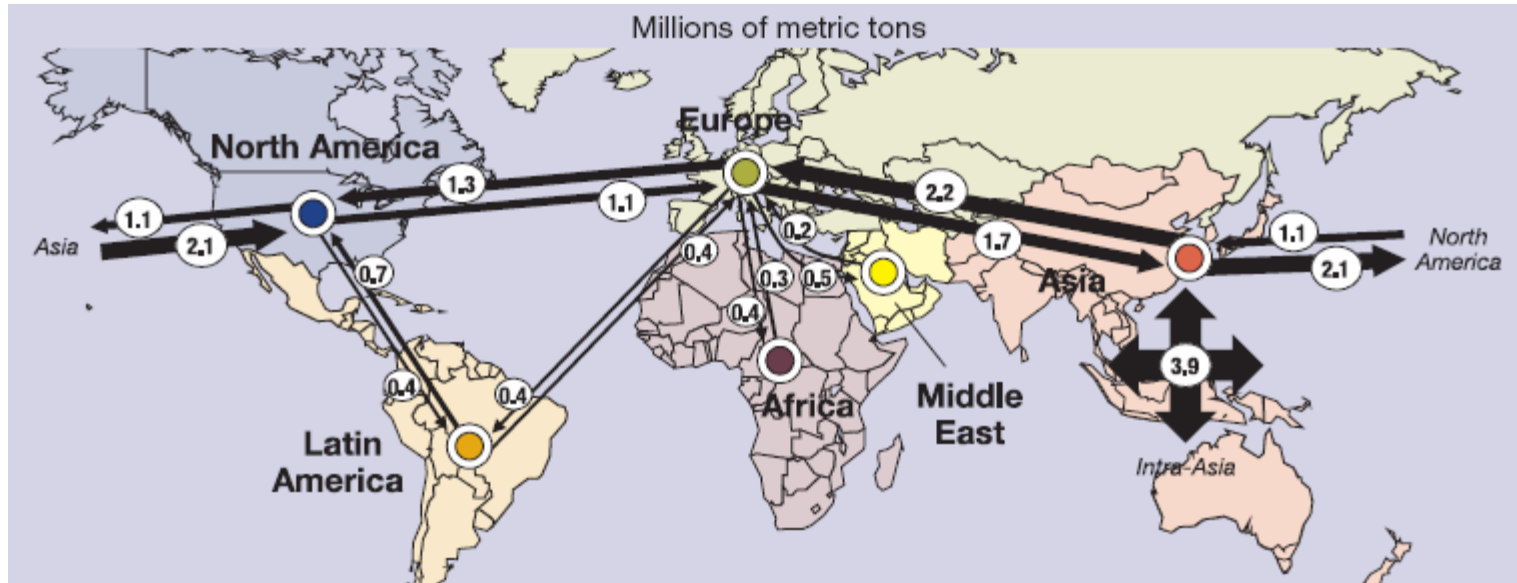 Millions of metric tons
Europe
North America
1.3
2.2
1.1
1.1
0.2
1.7
1.1
Asia
2.1
0.4
North
America
2.1
0.7
0.3
0.5
Asia
0.4
3.9
0.4
0.4
Africa
Middle
East
Latin
America
Intra-Asia